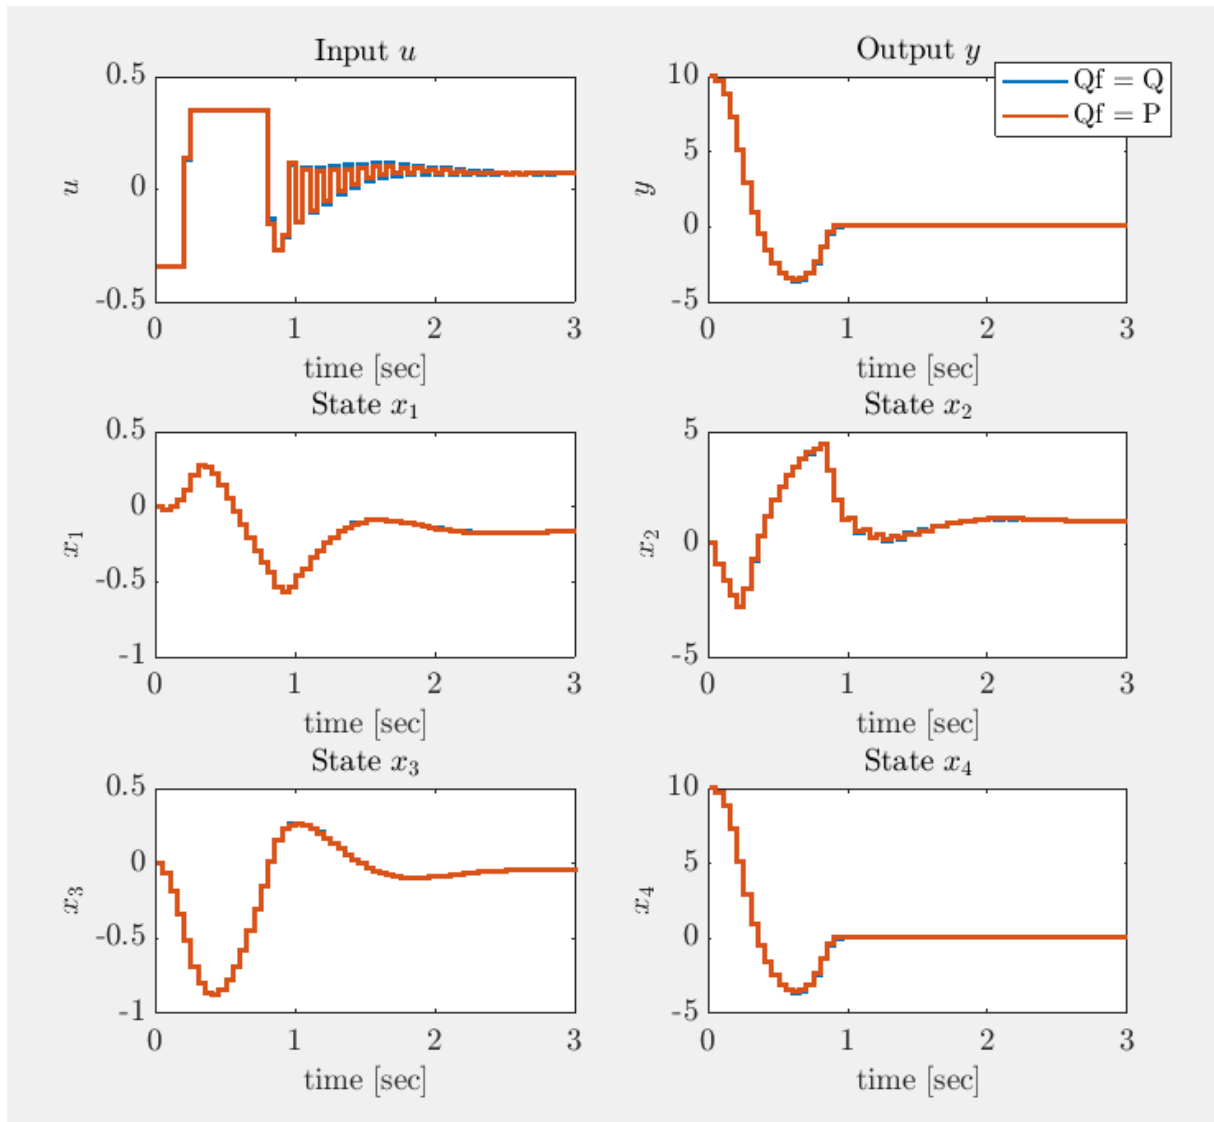 Input u
0.5
0
-0.5
u
0 1 2 3
time [sec]
Output y
10
5
0
-5
y
0 1 2 3
time [sec]
Qf = Q
Qf = P
State x₁
0.5
0
-0.5
-1
x₁
0 1 2 3
time [sec]
State x₂
5
0
-5
x₂
0 1 2 3
time [sec]
State x₃
0.5
0
-0.5
-1
x₃
0 1 2 3
time [sec]
State x₄
10
5
0
-5
x₄
0 1 2 3
time [sec]